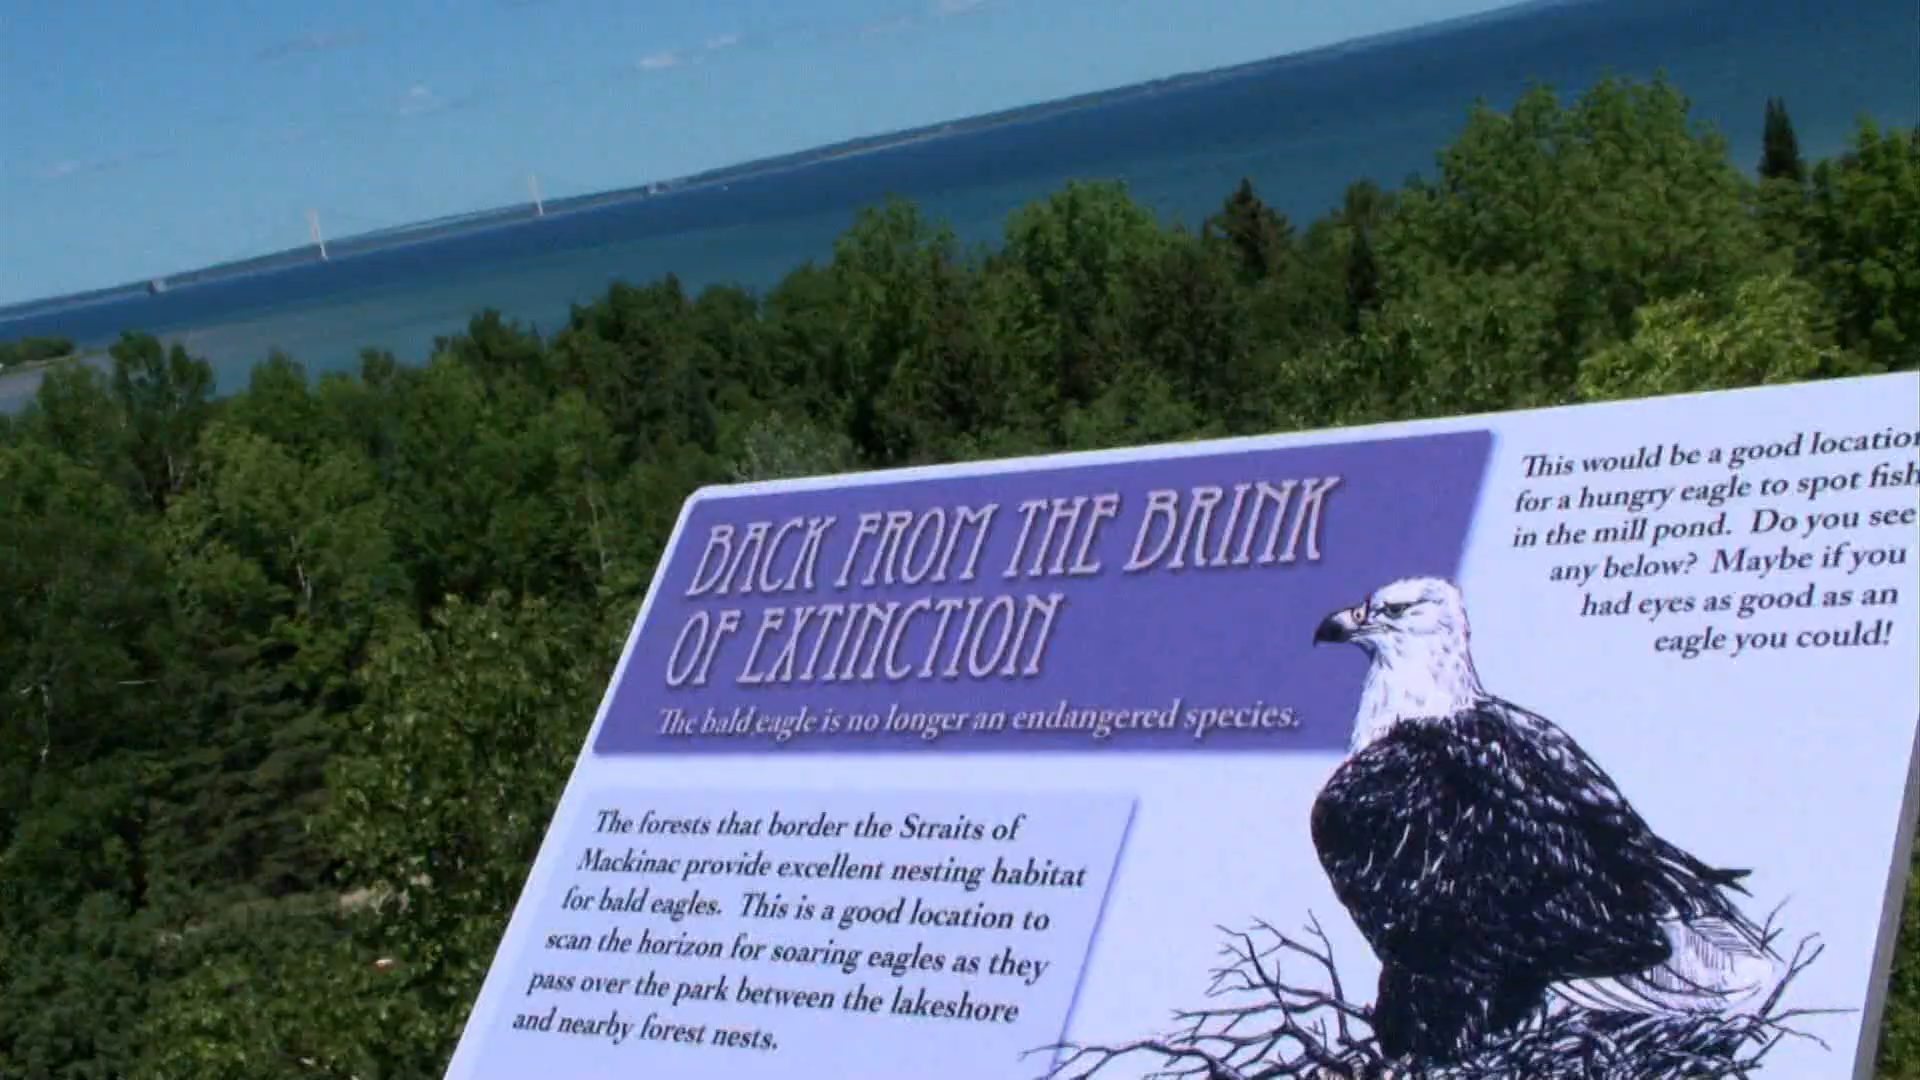 BACK FROM THE BRINK
OF EXTINCTION
The bald eagle is no longer an endangered species.
This would be a good location
for a hungry eagle to spot fish
in the mill pond. Do you see
any below? Maybe if you
had eyes as good as an
eagle you could!
The forests that border the Straits of
Mackinac provide excellent nesting habitat
for bald eagles. This is a good location to
scan the horizon for soaring eagles as they
pass over the park between the lakeshore
and nearby forest nests.